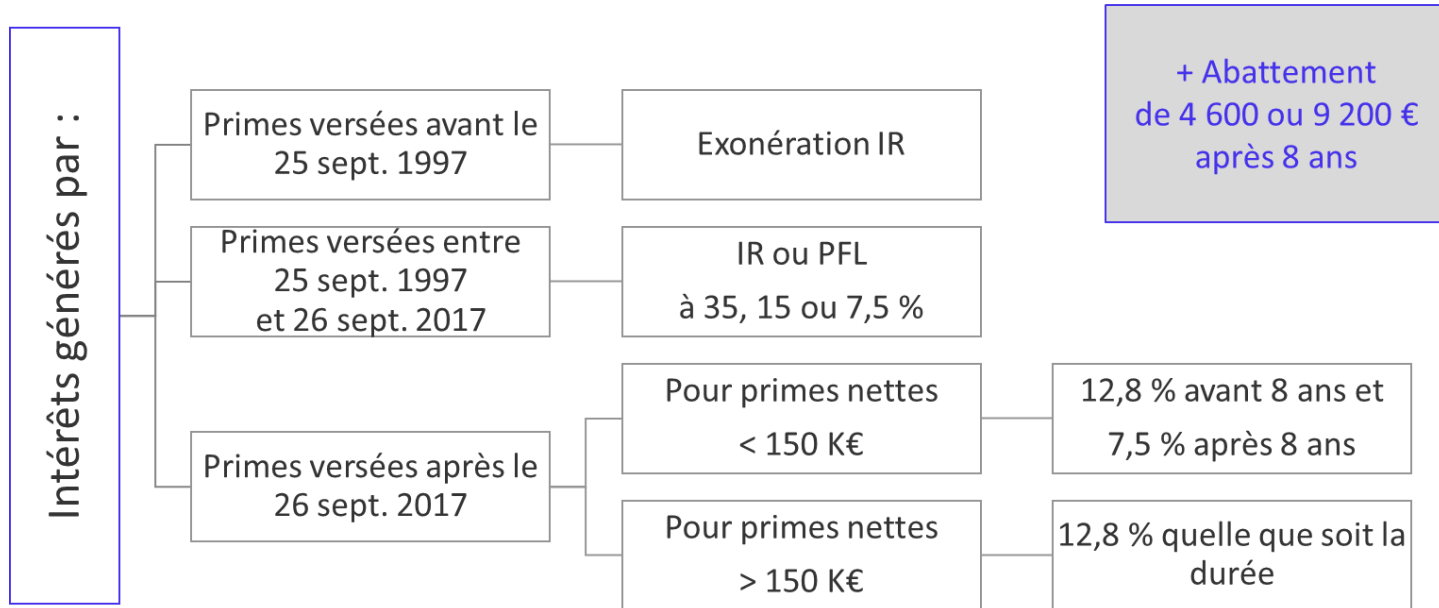 Intérêts générés par :
Primes versées avant le
25 sept. 1997
Exonération IR
+ Abattement
de 4 600 ou 9 200 €
après 8 ans
Primes versées entre
25 sept. 1997
et 26 sept. 2017
IR ou PFL
à 35, 15 ou 7,5 %
Primes versées après le
26 sept. 2017
Pour primes nettes
< 150 K€
12,8 % avant 8 ans et
7,5 % après 8 ans
Pour primes nettes
> 150 K€
12,8 % quelle que soit la
durée